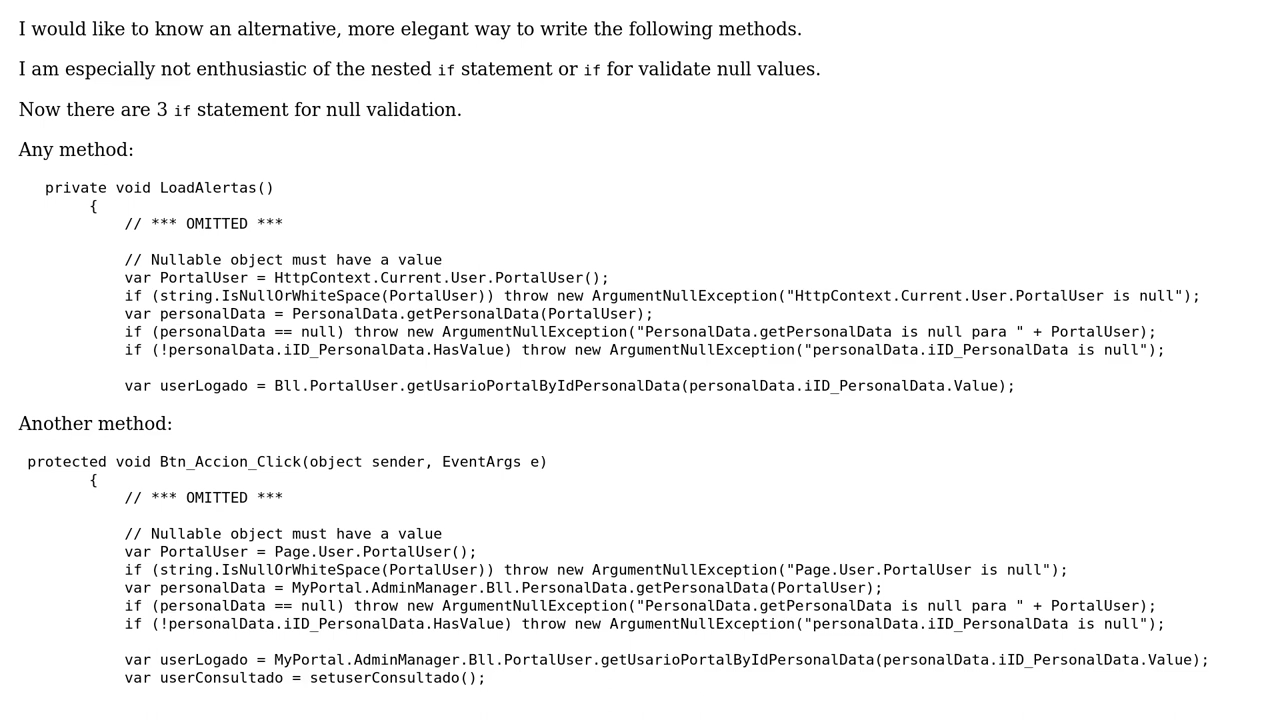 I would like to know an alternative, more elegant way to write the following methods.
I am especially not enthusiastic of the nested if statement or if for validate null values.
Now there are 3 if statement for null validation.
Any method:
private void LoadAlertas()
{
// *** OMITTED ***
// Nullable object must have a value
var PortalUser = HttpContext.Current.User.PortalUser();
if (string.IsNullOrWhiteSpace(PortalUser)) throw new ArgumentNullException("HttpContext.Current.User.PortalUser is null");
var personalData = PersonalData.getPersonalData(PortalUser);
if (personalData == null) throw new ArgumentNullException("PersonalData.getPersonalData is null para " + PortalUser);
if (!personalData.iID_PersonalData.HasValue) throw new ArgumentNullException("personalData.iID_PersonalData is null");
var userLogado = Bll.PortalUser.getUsarioPortalByIdPersonalData(personalData.iID_PersonalData.Value);
Another method:
protected void Btn_Accion_Click(object sender, EventArgs e)
{
// *** OMITTED ***
// Nullable object must have a value
var PortalUser = Page.User.PortalUser();
if (string.IsNullOrWhiteSpace(PortalUser)) throw new ArgumentNullException("Page.User.PortalUser is null");
var personalData = MyPortal.AdminManager.Bll.PersonalData.getPersonalData(PortalUser);
if (personalData == null) throw new ArgumentNullException("PersonalData.getPersonalData is null para " + PortalUser);
if (!personalData.iID_PersonalData.HasValue) throw new ArgumentNullException("personalData.iID_PersonalData is null");
var userLogado = MyPortal.AdminManager.Bll.PortalUser.getUsarioPortalByIdPersonalData(personalData.iID_PersonalData.Value);
var userConsultado = setuserConsultado();